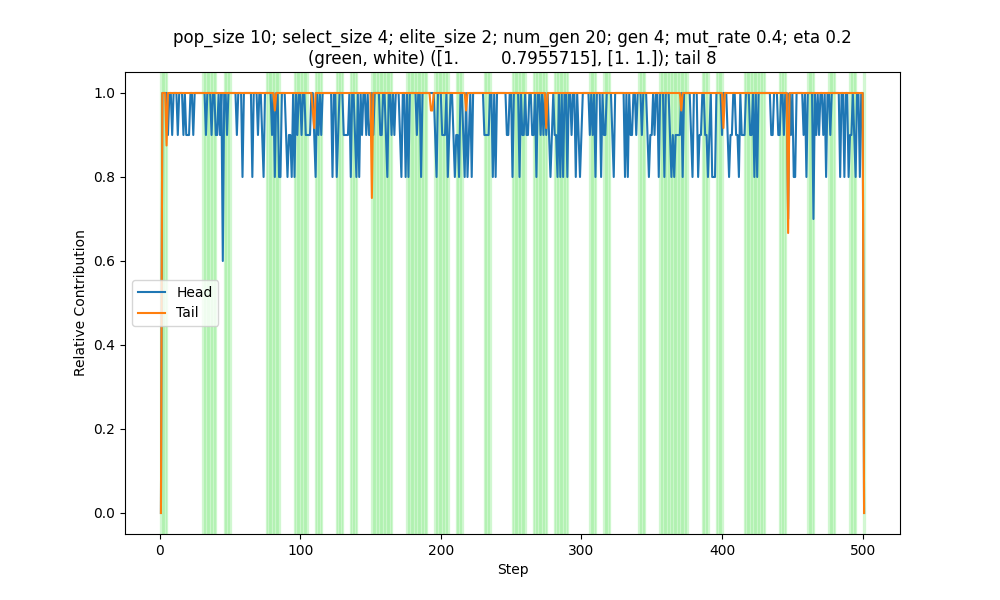 pop_size 10; select_size 4; elite_size 2; num_gen 20; gen 4; mut_rate 0.4; eta 0.2
(green, white) ([1.        0.7955715], [1. 1.]); tail 8
1.0
0.8
0.6
0.4
0.2
0.0
Relative Contribution
Head
Tail
0
100
200
300
400
500
Step